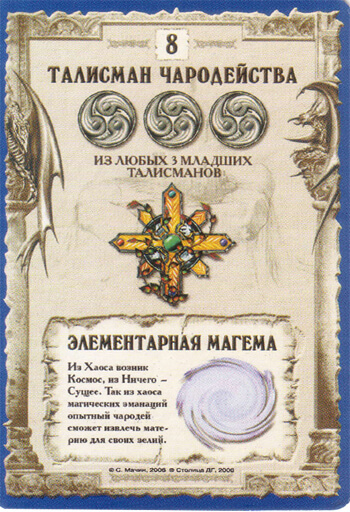 8
ТАЛИСМАН ЧАРОДЕЙСТВА
ИЗ ЛЮБЫХ 3 МЛАДШИХ
ТАЛИСМАНОВ
ЭЛЕМЕНТАРНАЯ МАГЕМА
Из Хаоса возник
Космос, из Ничего –
Сущее. Так из хаоса
магических эманаций
опытный чародей
сможет извлечь мате-
рию для своих зелий.
© С. Мачин, 2006 ® Столица ДГ, 2006